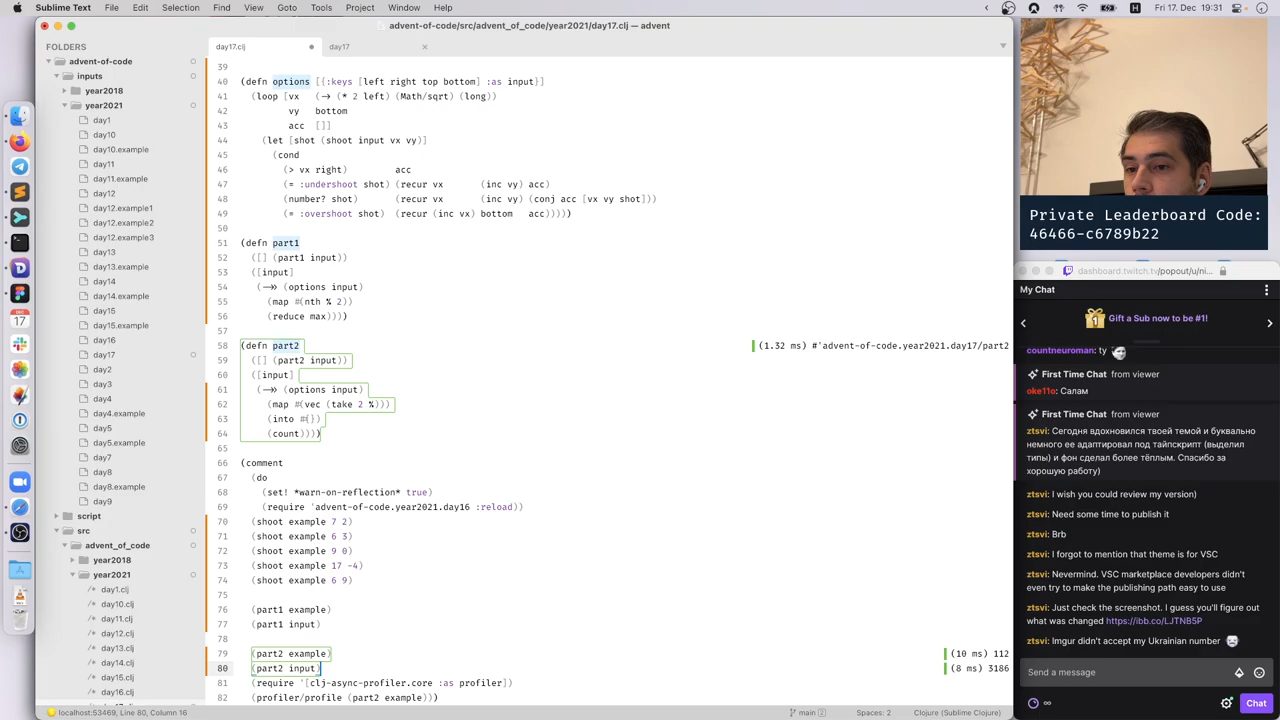 Sublime Text File Edit Selection Find View Goto Tools Project Window Help Fri 17. Dec 19:31
advent-of-code/src/advent_of_code/year2021/day17.clj — advent
FOLDERS
advent-of-code
inputs
year2018
year2021
day1
day10
day10.example
day11
day11.example
day12
day12.example1
day12.example2
day12.example3
day13
day13.example
day14
day14.example
day15
day15.example
day16
day17
day2
day3
day4
day4.example
day5
day5.example
day7
day8
day8.example
day9
script
src
advent_of_code
year2018
year2021
/* day1.clj
/* day10.clj
/* day11.clj
/* day12.clj
/* day13.clj
/* day14.clj
/* day15.clj
/* day16.clj
day17.clj
day17
39
40 (defn options [{:keys [left right top bottom] :as input}]
41 (loop [vx (-> (* 2 left) (Math/sqrt) (long))
42 vy bottom
43 acc []]
44 (let [shot (shoot input vx vy)]
45 (cond
46 (> vx right) acc
47 (= :undershoot shot) (recur vx (inc vy) acc)
48 (number? shot) (recur vx (inc vy) (conj acc [vx vy shot]))
49 (= :overshoot shot) (recur (inc vx) bottom acc)))))
50
51 (defn part1
52 ([] (part1 input))
53 ([input]
54 (->> (options input)
55 (map #(nth % 2))
56 (reduce max))))
57
58 (defn part2 (1.32 ms) #'advent-of-code.year2021.day17/part2
59 ([] (part2 input))
60 ([input]
61 (->> (options input)
62 (map #(vec (take 2 %)))
63 (into #{})
64 (count))))
65
66 (comment
67 (do
68 (set! *warn-on-reflection* true)
69 (require 'advent-of-code.year2021.day16 :reload))
70 (shoot example 7 2)
71 (shoot example 6 3)
72 (shoot example 9 0)
73 (shoot example 17 -4)
74 (shoot example 6 9)
75
76 (part1 example)
77 (part1 input)
78
79 (part2 example) (10 ms) 112
80 (part2 input) (8 ms) 3186
81 (require '[cl profiler.core :as profiler])
82 (profiler/profile (part2 example)))
localhost:53469, Line 80, Column 16 main 2 Spaces: 2 Clojure (Sublime Clojure)
Private Leaderboard Code:
46466-c6789b22
dashboard.twitch.tv/popout/u/ni...
My Chat
1
Gift a Sub now to be #1!
countneuroman: ty
First Time Chat from viewer
oke11o: Салам
First Time Chat from viewer
ztsvi: Сегодня вдохновился твоей темой и буквально
немного ее адаптировал под тайпскрипт (выделил
типы) и фон сделал более тёплым. Спасибо за
хорошую работу)
ztsvi: I wish you could review my version)
ztsvi: Need some time to publish it
ztsvi: Brb
ztsvi: I forgot to mention that theme is for VSC
ztsvi: Nevermind. VSC marketplace developers didn't
even try to make the publishing path easy to use
ztsvi: Just check the screenshot. I guess you'll figure out
what was changed https://ibb.co/LJTNB5P
ztsvi: Imgur didn't accept my Ukrainian number
Send a message
Chat